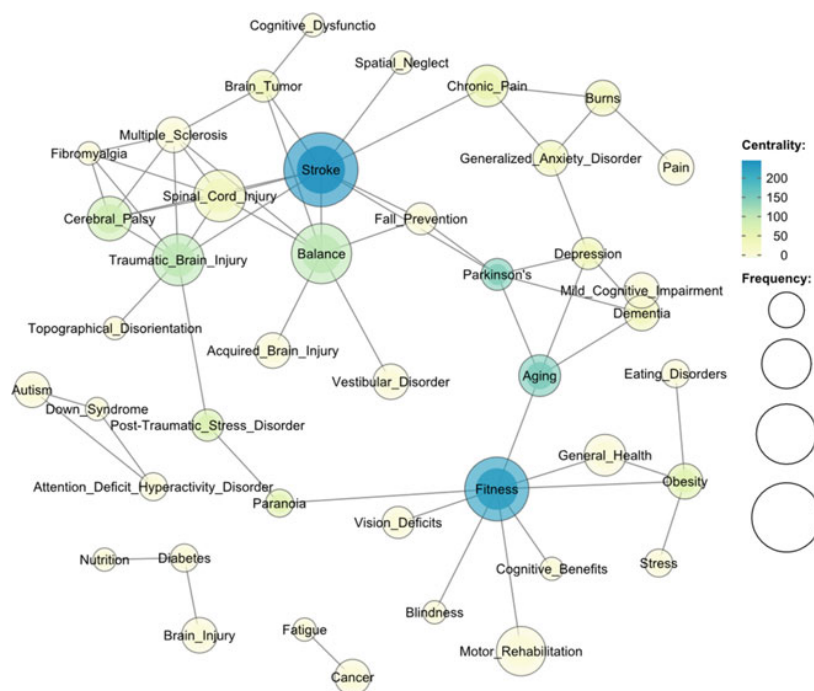 Cognitive_Dysfunctio
Spatial_Neglect
Brain_Tumor
Chronic_Pain
Burns
Multiple_Sclerosis
Fibromyalgia
Generalized_Anxiety_Disorder
Pain
Stroke
Spinal_Cord_Injury
Cerebral_Palsy
Fall_Prevention
Traumatic_Brain_Injury
Balance
Depression
Parkinson's
Mild_Cognitive_Impairment
Dementia
Topographical_Disorientation
Acquired_Brain_Injury
Vestibular_Disorder
Aging
Eating_Disorders
Autism
Down_Syndrome
Post-Traumatic_Stress_Disorder
General_Health
Attention_Deficit_Hyperactivity_Disorder
Paranoia
Fitness
Obesity
Vision_Deficits
Nutrition
Diabetes
Cognitive_Benefits
Stress
Blindness
Brain_Injury
Fatigue
Motor_Rehabilitation
Cancer
Centrality:
200
150
100
50
0
Frequency: